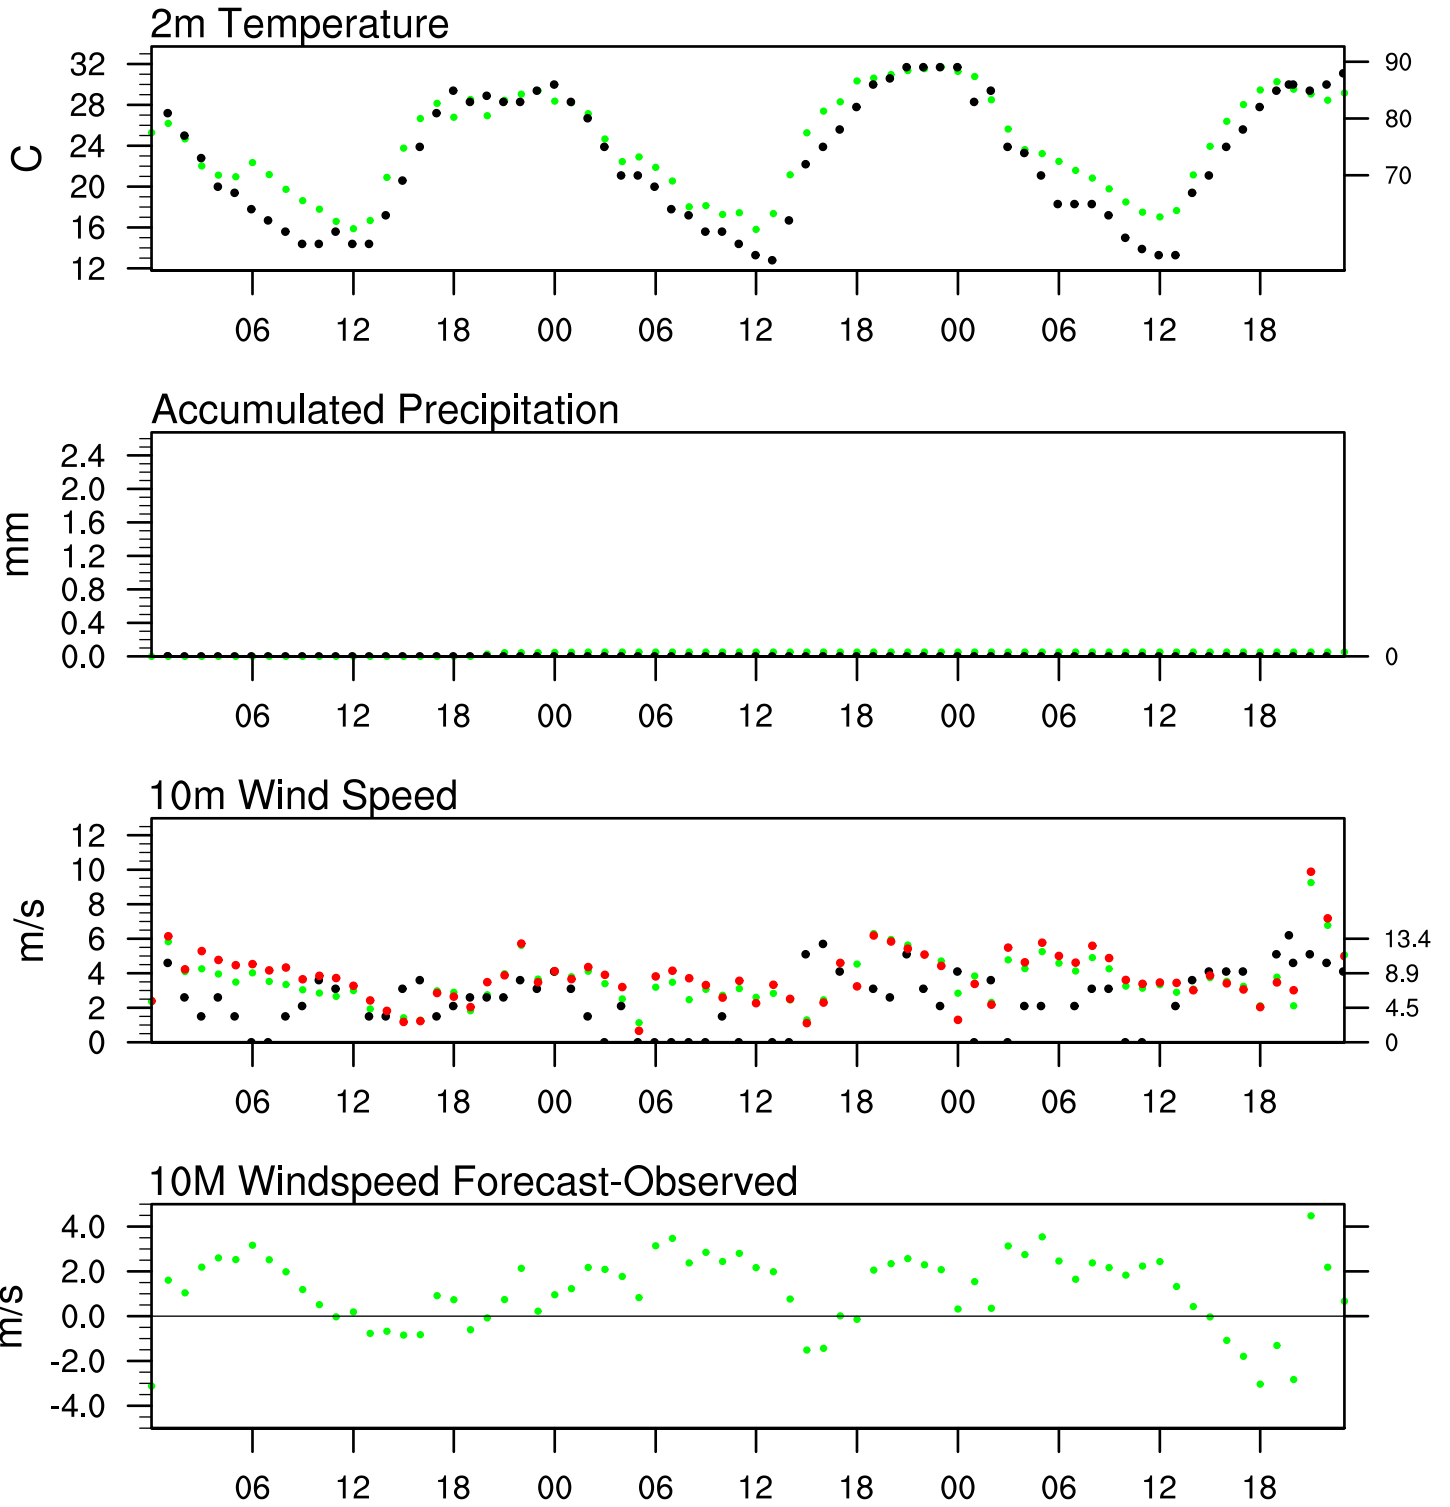 2m Temperature
32
28
24
20
16
12
C
90
80
70
06 12 18 00 06 12 18 00 06 12 18
Accumulated Precipitation
2.4
2.0
1.6
1.2
0.8
0.4
0.0
mm
0
06 12 18 00 06 12 18 00 06 12 18
10m Wind Speed
12
10
8
6
4
2
0
m/s
13.4
8.9
4.5
0
06 12 18 00 06 12 18 00 06 12 18
10M Windspeed Forecast-Observed
4.0
2.0
0.0
-2.0
-4.0
m/s
06 12 18 00 06 12 18 00 06 12 18